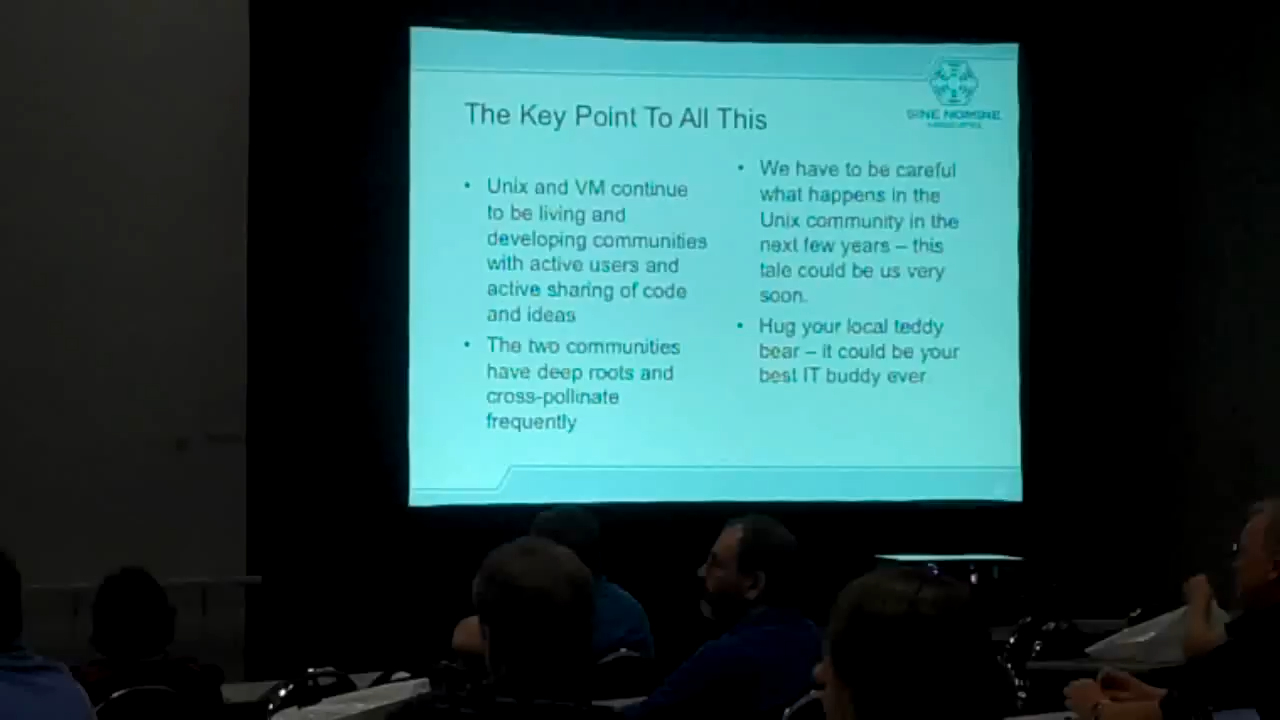 SINE NOMINE
The Key Point To All This
• Unix and VM continue
to be living and
developing communities
with active users and
active sharing of code
and ideas
• The two communities
have deep roots and
cross-pollinate
frequently
• We have to be careful
what happens in the
Unix community in the
next few years – this
tale could be us very
soon.
• Hug your local teddy
bear – it could be your
best IT buddy ever